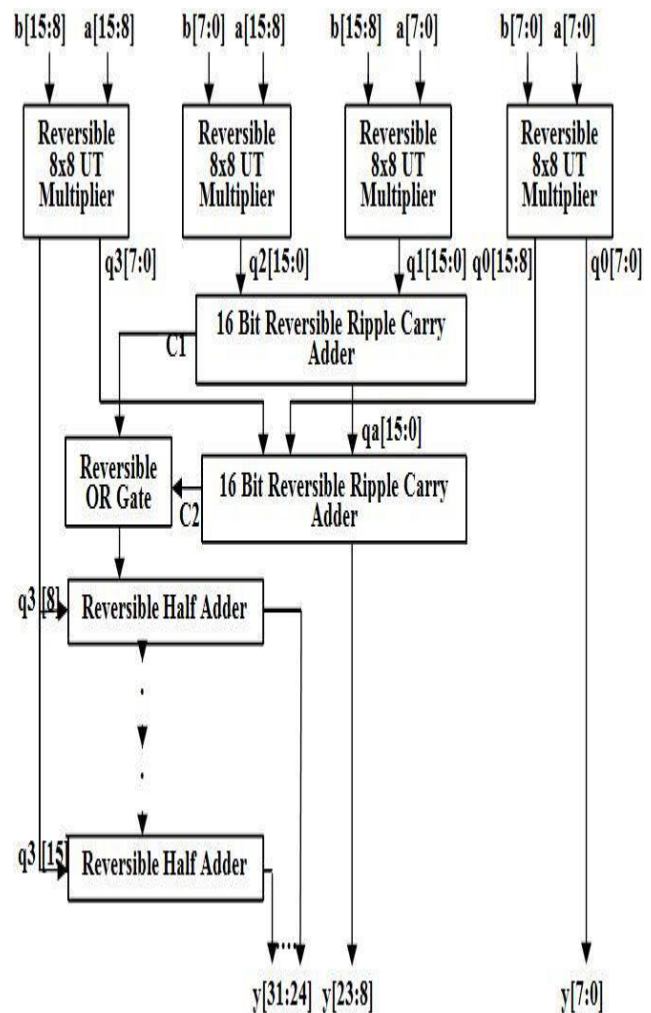 b[15:8] a[15:8] b[7:0] a[15:8] b[15:8] a[7:0] b[7:0] a[7:0]
Reversible
8x8 UT
Multiplier
Reversible
8x8 UT
Multiplier
Reversible
8x8 UT
Multiplier
Reversible
8x8 UT
Multiplier
q3[7:0] q2[15:0] q1[15:0] q0[15:8] q0[7:0]
16 Bit Reversible Ripple Carry
Adder
C1
qa[15:0]
Reversible
OR Gate
C2
16 Bit Reversible Ripple Carry
Adder
q3 [8]
Reversible Half Adder
q3 [15]
Reversible Half Adder
y[31:24] y[23:8] y[7:0]